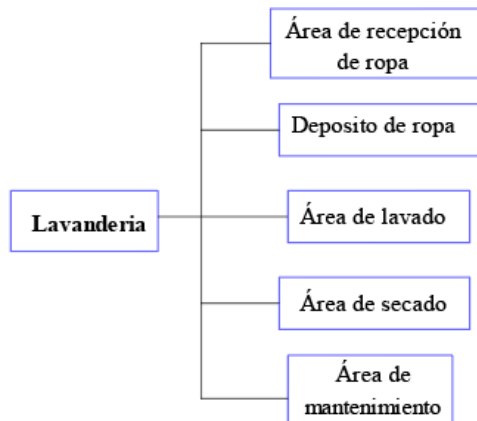 Área de recepción
de ropa
Deposito de ropa
Lavanderia
Área de lavado
Área de secado
Área de
mantenimiento